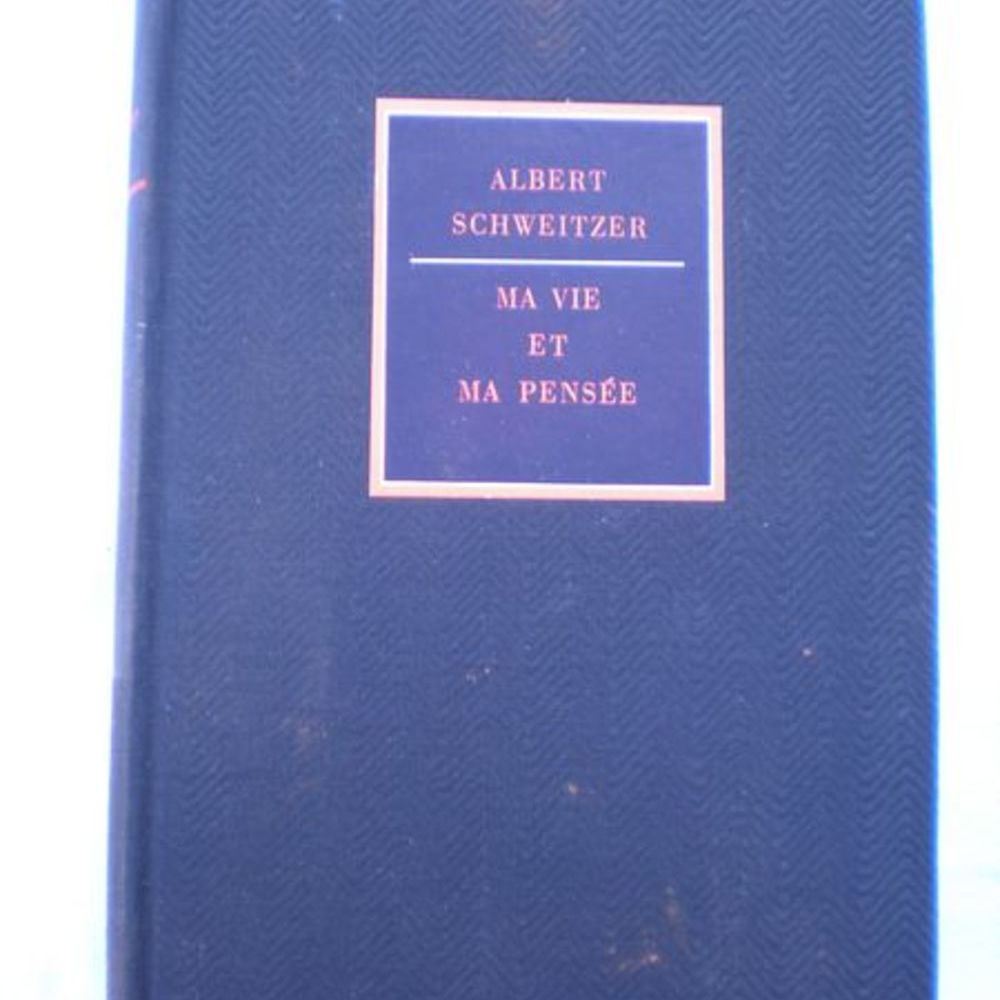 ALBERT
SCHWEITZER
MA VIE
ET
MA PENSÉE